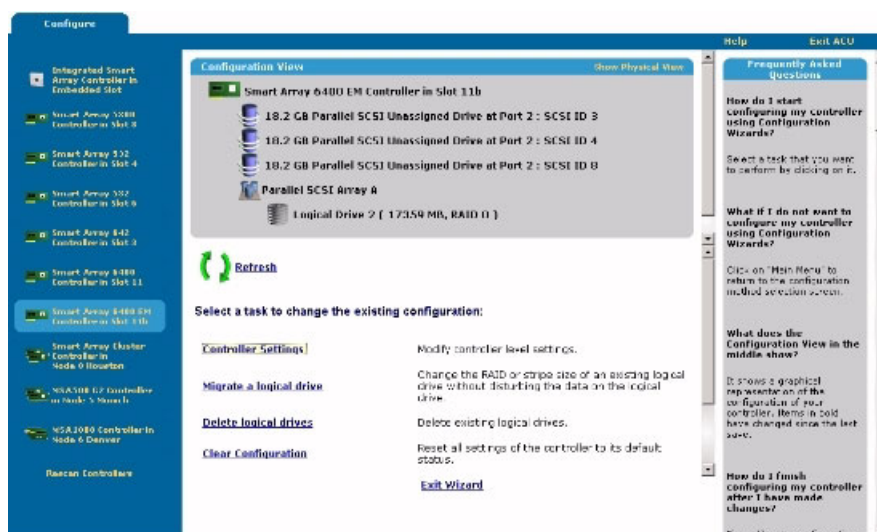 Configure
Help
Exit ACU
Integrated Smart
Array Controller in
Embedded Slot
Smart Array 5300
Controller in Slot 8
Smart Array 532
Controller in Slot 4
Smart Array 532
Controller in Slot 6
Smart Array 642
Controller in Slot 3
Smart Array 6400
Controller in Slot 11
Smart Array 6400 EM
Controller in Slot 11b
Smart Array Cluster
Controller in
Node 0 Houston
MSA500 G2 Controller
in Node 5 Munich
MSA1000 Controller in
Node 6 Denver
Rescan Controllers
Configuration View
Show Physical View
Smart Array 6400 EM Controller in Slot 11b
18.2 GB Parallel SCSI Unassigned Drive at Port 2 : SCSI ID 3
18.2 GB Parallel SCSI Unassigned Drive at Port 2 : SCSI ID 4
18.2 GB Parallel SCSI Unassigned Drive at Port 2 : SCSI ID 8
Parallel SCSI Array A
Logical Drive 2 ( 17359 MB, RAID 0 )
Refresh
Select a task to change the existing configuration:
Controller Settings
Modify controller level settings.
Migrate a logical drive
Change the RAID or stripe size of an existing logical
drive without disturbing the data on the logical
drive.
Delete logical drives
Delete existing logical drives.
Clear Configuration
Reset all settings of the controller to its default
status.
Exit Wizard
Frequently Asked
Questions
How do I start
configuring my controller
using Configuration
Wizards?
Select a task that you want
to perform by clicking on it.
What if I do not want to
configure my controller
using Configuration
Wizards?
Click on "Main Menu" to
return to the configuration
method selection screen.
What does the
Configuration View in the
middle show?
It shows a graphical
representation of the
configuration of your
controller. Items in bold
have changed since the last
save.
How do I finish
configuring my controller
after I have made
changes?